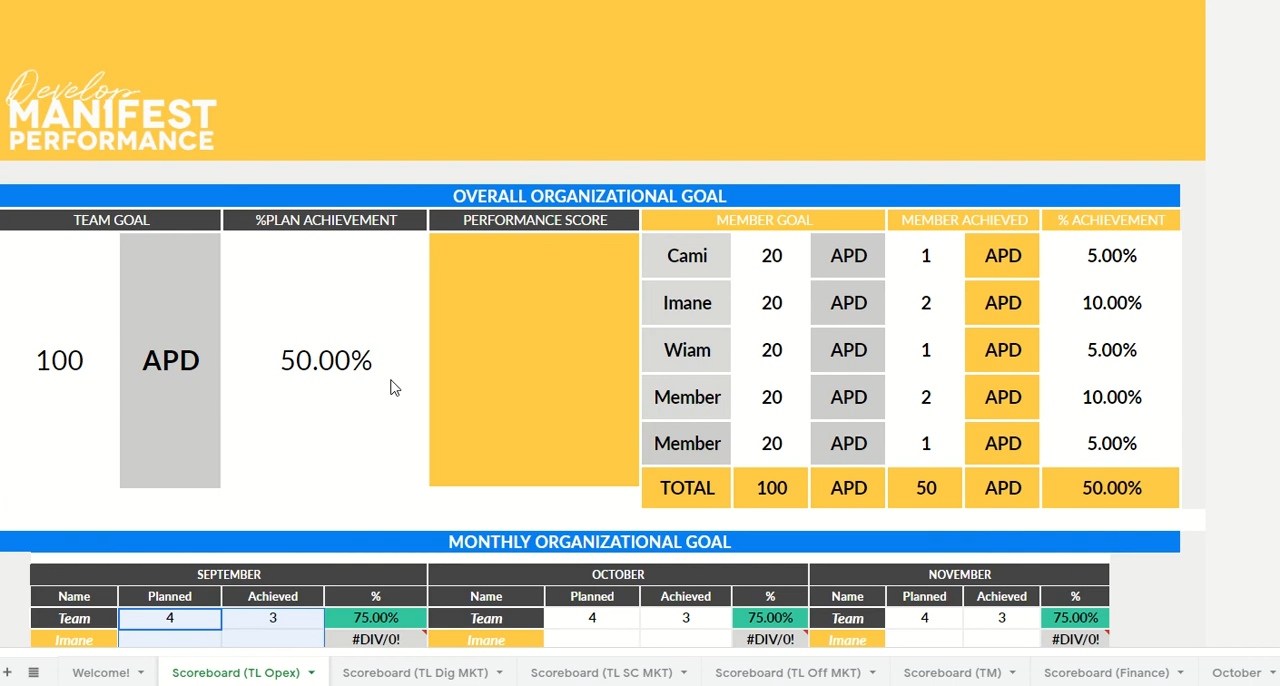 Develop
MANIFEST
PERFORMANCE
OVERALL ORGANIZATIONAL GOAL
TEAM GOAL %PLAN ACHIEVEMENT PERFORMANCE SCORE MEMBER GOAL MEMBER ACHIEVED % ACHIEVEMENT
Cami 20 APD 1 APD 5.00%
Imane 20 APD 2 APD 10.00%
100 APD 50.00% Wiam 20 APD 1 APD 5.00%
Member 20 APD 2 APD 10.00%
Member 20 APD 1 APD 5.00%
TOTAL 100 APD 50 APD 50.00%
MONTHLY ORGANIZATIONAL GOAL
SEPTEMBER OCTOBER NOVEMBER
Name Planned Achieved % Name Planned Achieved % Name Planned Achieved %
Team 4 3 75.00% Team 4 3 75.00% Team 4 3 75.00%
Imane #DIV/0! Imane #DIV/0! Imane #DIV/0!
Welcome! Scoreboard (TL Opex) Scoreboard (TL Dig MKT) Scoreboard (TL SC MKT) Scoreboard (TL Off MKT) Scoreboard (TM) Scoreboard (Finance) October